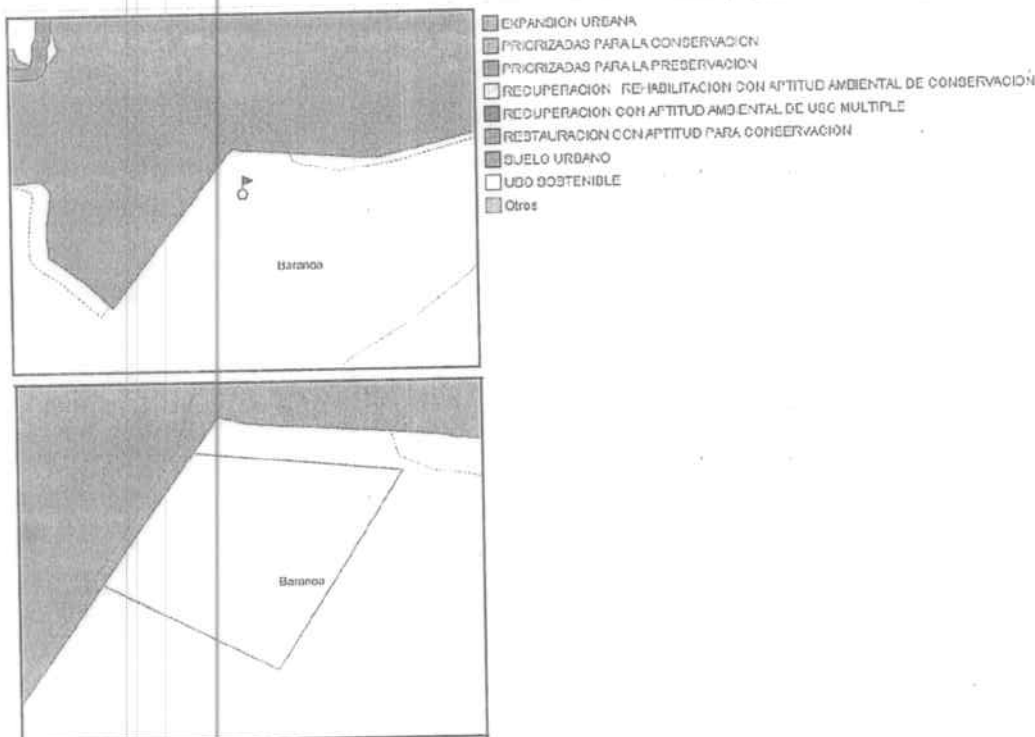 EXPANSION URBANA
PRIORIZADAS PARA LA CONSERVACION
PRIORIZADAS PARA LA PRESERVACION
RECUPERACION REHABILITACION CON APTITUD AMBIENTAL DE CONSERVACION
RECUPERACION CON APTITUD AMBIENTAL DE USO MULTIPLE
RESTAURACION CON APTITUD PARA CONSERVACION
SUELO URBANO
USO SOSTENIBLE
Otros
Baranoa
Baranoa